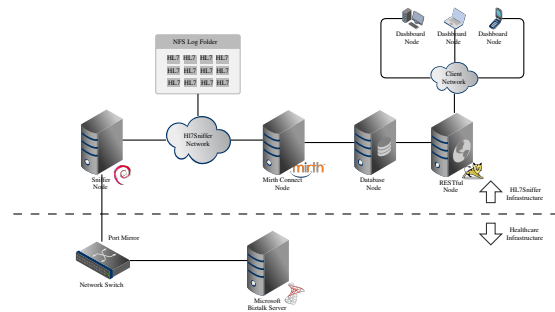 Dashboard
Node
Dashboard
Node
Dashboard
Node
NFS Log Folder
HL7 HL7 HL7 HL7
HL7 HL7 HL7 HL7
HL7 HL7 HL7 HL7
Client
Network
Hl7Sniffer
Network
Sniffer
Node
mirth
Mirth Connect
Node
Database
Node
RESTful
Node
HL7Sniffer
Infrastructure
Healthcare
Infrastructure
Port Mirror
Network Switch
Microsoft
Biztalk Server